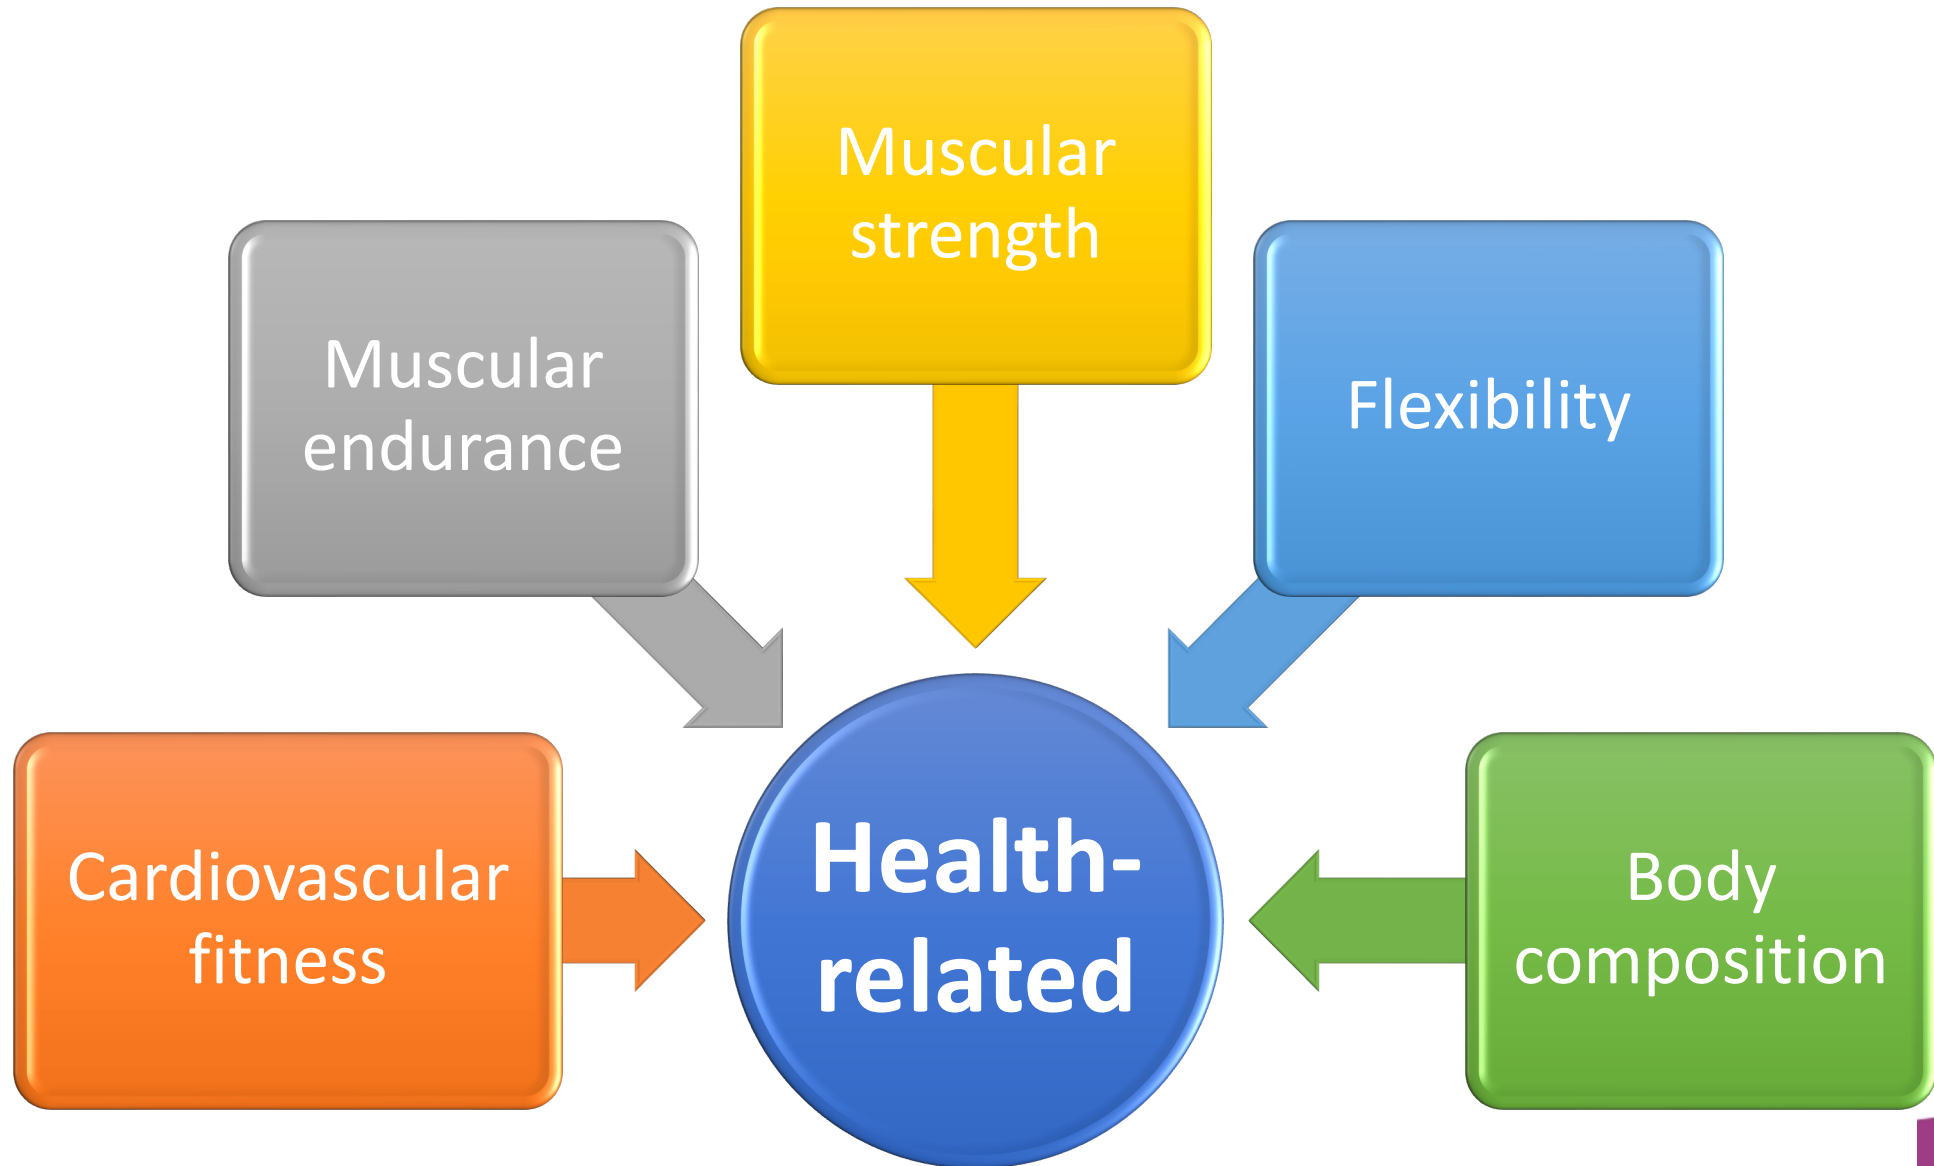 Muscular
strength
Muscular
endurance
Flexibility
Cardiovascular
fitness
Health-
related
Body
composition